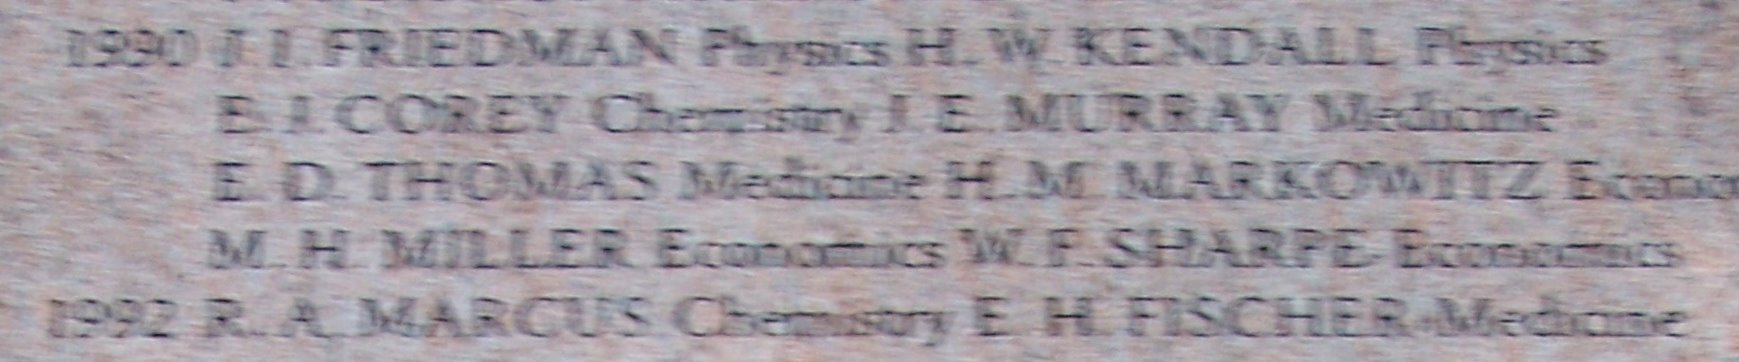 1990 J. I. FRIEDMAN Physics H. W. KENDALL Physics
E. J. COREY Chemistry J. E. MURRAY Medicine
E. D. THOMAS Medicine H. M. MARKOWITZ
M. H. MILLER Economics W. F. SHARPE Economics
1992 R. A. MARCUS Chemistry E. H. FISCHER Medicine